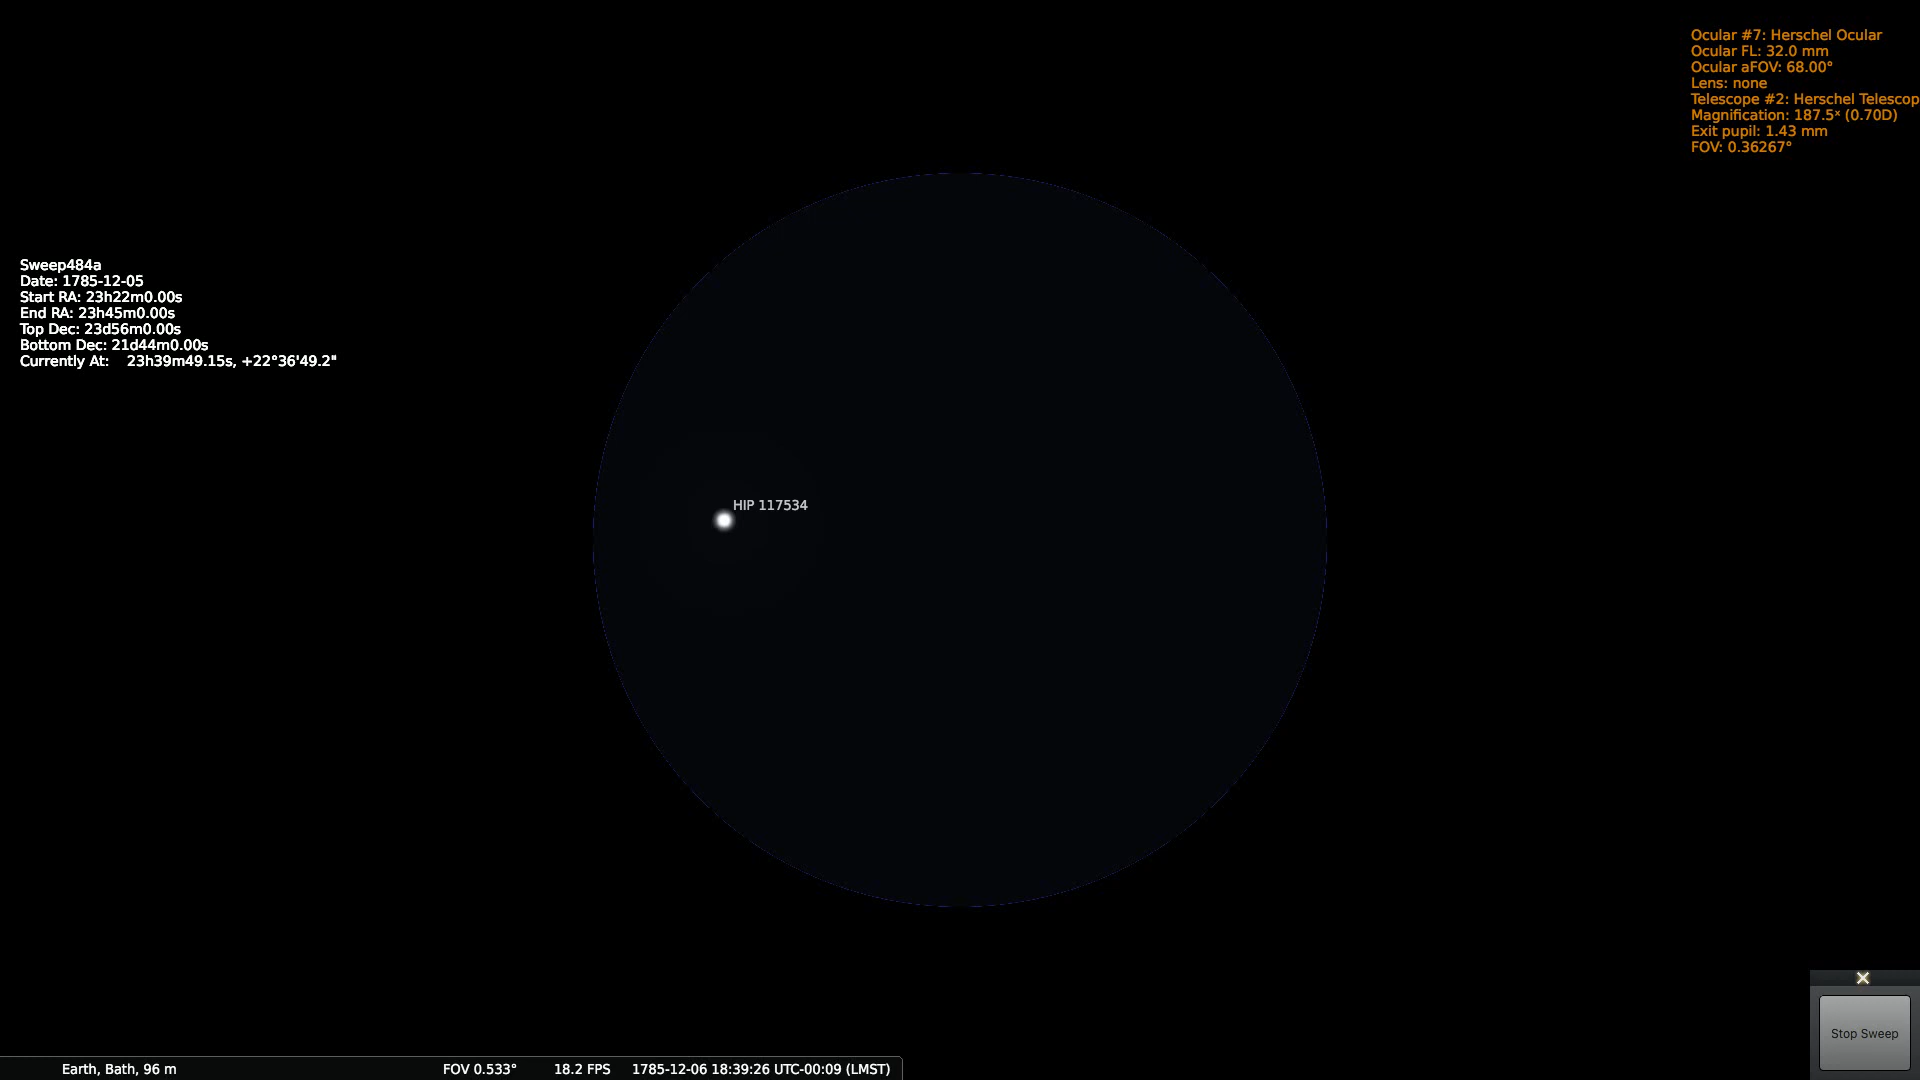 Ocular #7: Herschel Ocular
Ocular FL: 32.0 mm
Ocular aFOV: 68.00°
Lens: none
Telescope #2: Herschel Telescop
Magnification: 187.5ˣ (0.70D)
Exit pupil: 1.43 mm
FOV: 0.36267°
Sweep484a
Date: 1785-12-05
Start RA: 23h22m0.00s
End RA: 23h45m0.00s
Top Dec: 23d56m0.00s
Bottom Dec: 21d44m0.00s
Currently At: 23h39m49.15s, +22°36'49.2"
HIP 117534
Stop Sweep
Earth, Bath, 96 m FOV 0.533° 18.2 FPS 1785-12-06 18:39:26 UTC-00:09 (LMST)